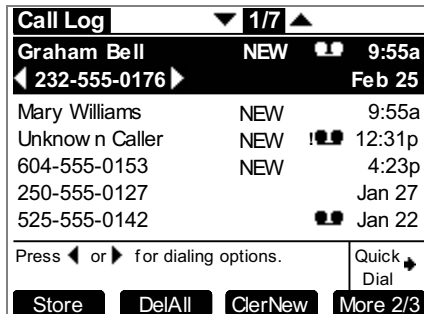 Call Log 1/7
Graham Bell NEW 9:55a
232-555-0176 Feb 25
Mary Williams NEW 9:55a
Unknow n Caller NEW ! 12:31p
604-555-0153 NEW 4:23p
250-555-0127 Jan 27
525-555-0142 Jan 22
Press or for dialing options. Quick
Dial
Store DelAll ClerNew More 2/3